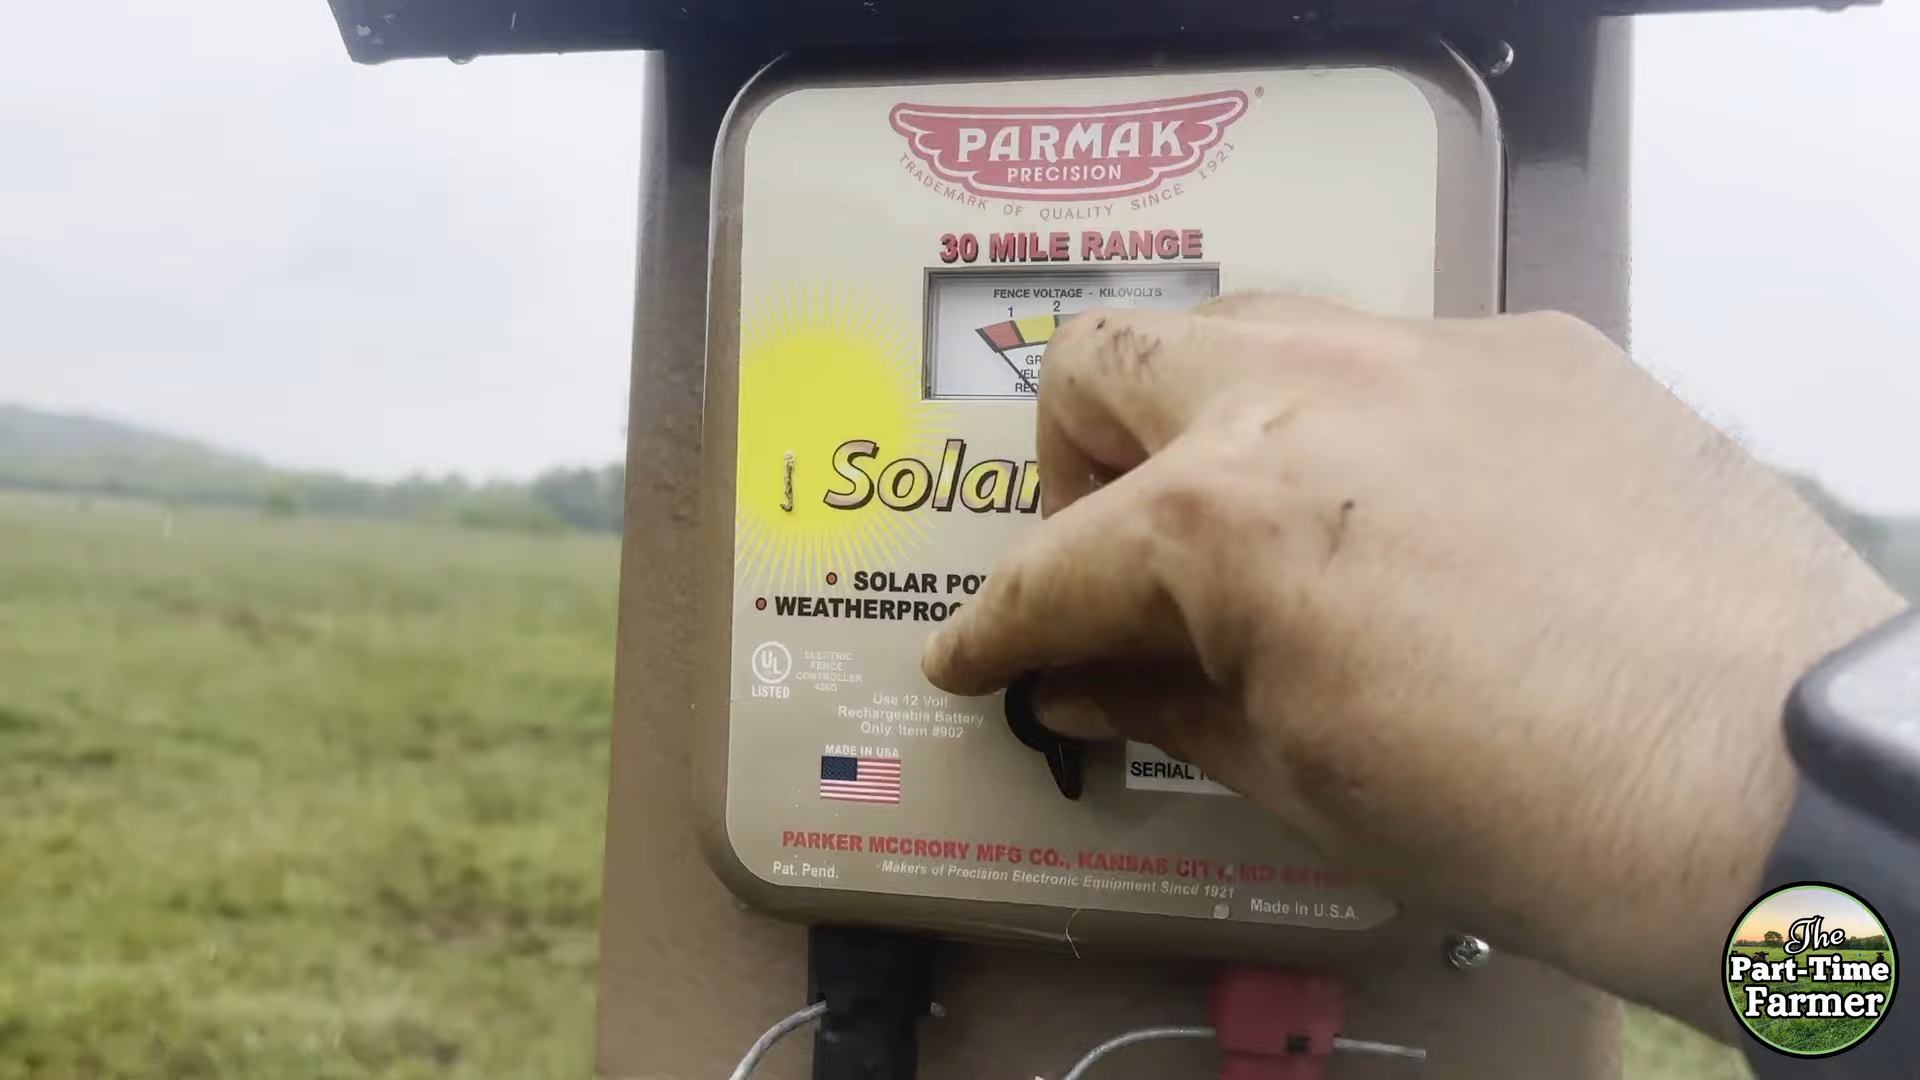 PARMAK ®
PRECISION
TRADEMARK OF QUALITY SINCE 1921
30 MILE RANGE
FENCE VOLTAGE - KILOVOLTS
1 2
GR
YEL
RED
Solar
SOLAR PO
WEATHERPROO
UL
LISTED
ELECTRIC
FENCE
CONTROLLER
Use 12 Volt
Rechargeable Battery
Only. Item #902
MADE IN USA
SERIAL
PARKER MCCRORY MFG CO., KANSAS CITY, MO
Pat. Pend.
Makers of Precision Electronic Equipment Since 1921
Made in U.S.A.
The
Part-Time
Farmer